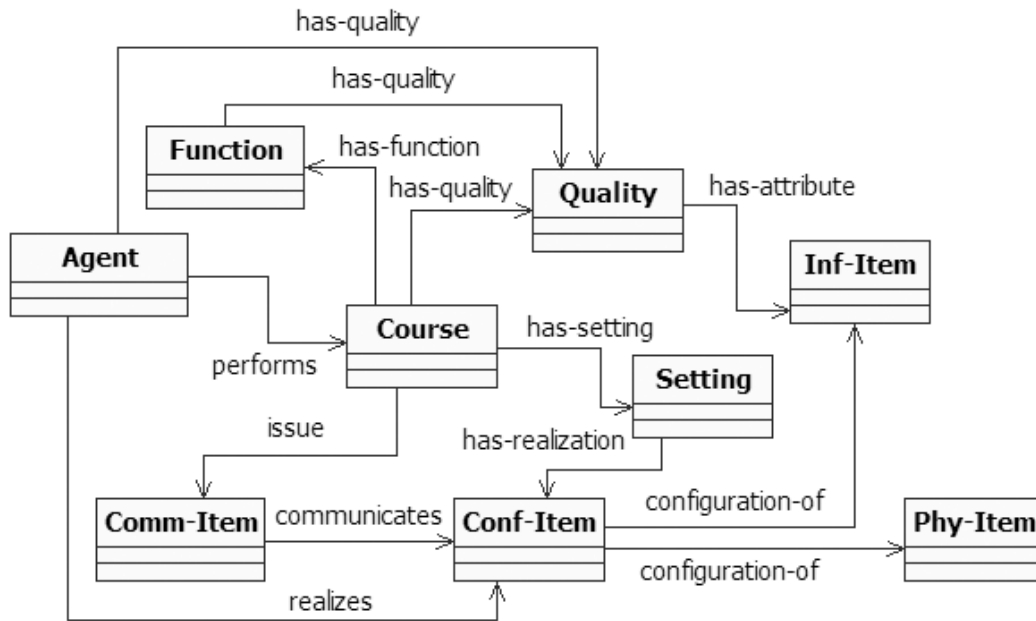 has-quality
has-quality
Function
has-function
has-quality
Quality
has-attribute
Agent
Inf-Item
Course
has-setting
performs
Setting
issue
has-realization
Comm-Item
communicates
Conf-Item
configuration-of
Phy-Item
configuration-of
realizes